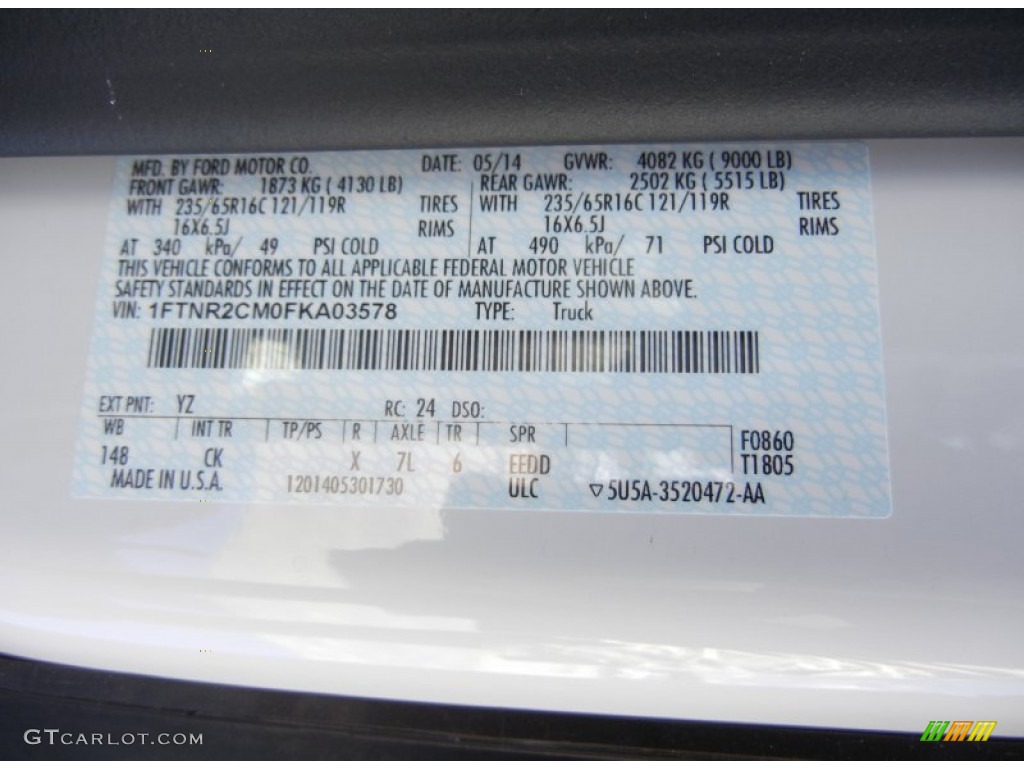 MFD. BY FORD MOTOR CO. DATE: 05/14 GVWR: 4082 KG ( 9000 LB)
FRONT GAWR: 1873 KG ( 4130 LB) REAR GAWR: 2502 KG ( 5515 LB)
WITH 235/65R16C 121/119R TIRES WITH 235/65R16C 121/119R TIRES
16X6.5J RIMS 16X6.5J RIMS
AT 340 kPa/ 49 PSI COLD AT 490 kPa/ 71 PSI COLD
THIS VEHICLE CONFORMS TO ALL APPLICABLE FEDERAL MOTOR VEHICLE
SAFETY STANDARDS IN EFFECT ON THE DATE OF MANUFACTURE SHOWN ABOVE.
VIN: 1FTNR2CM0FKA03578 TYPE: Truck
EXT PNT: YZ RC: 24 DSO:
WB INT TR TP/PS R AXLE TR SPR F0860
148 CK X 7L 6 EEDD T1805
MADE IN U.S.A. 1201405301730 ULC ▽5U5A-3520472-AA
GTCARLOT.COM